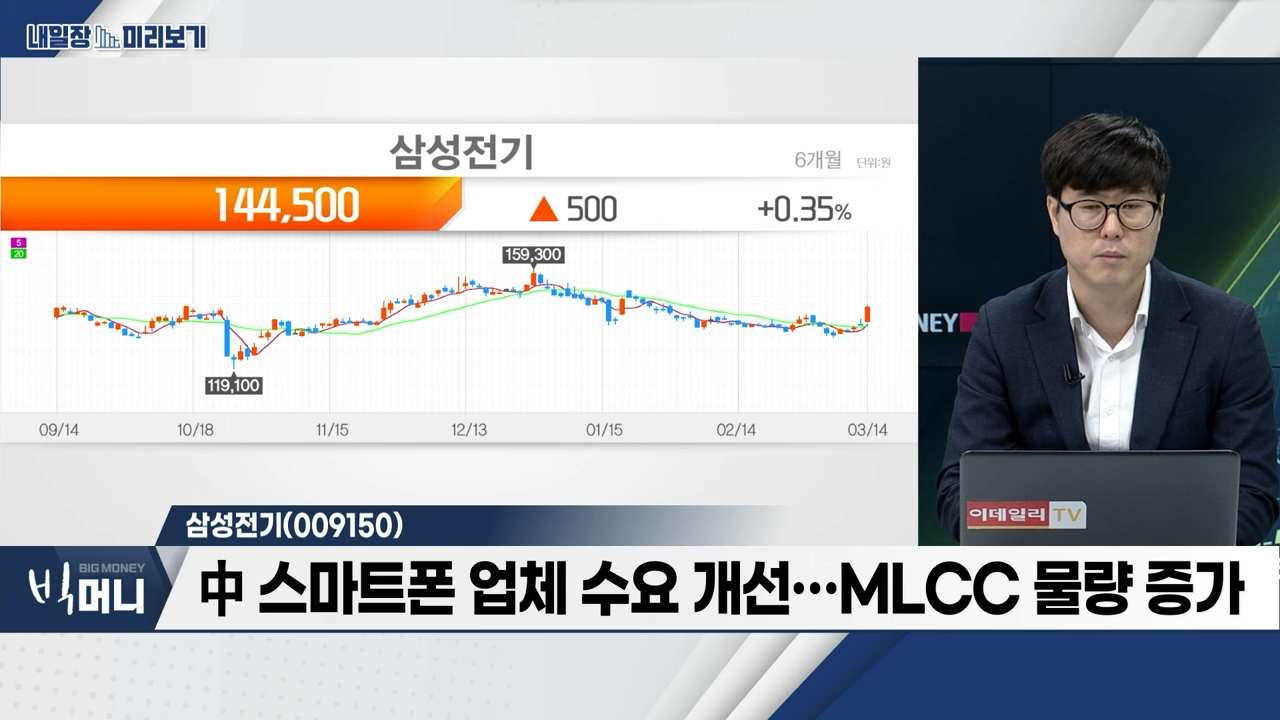 내일장 미리보기
삼성전기
6개월 단위:원
144,500 ▲ 500 +0.35%
5
20
159,300
119,100
09/14 10/18 11/15 12/13 01/15 02/14 03/14
NEY
이데일리 TV
삼성전기(009150)
BIG MONEY
빅머니
中 스마트폰 업체 수요 개선…MLCC 물량 증가